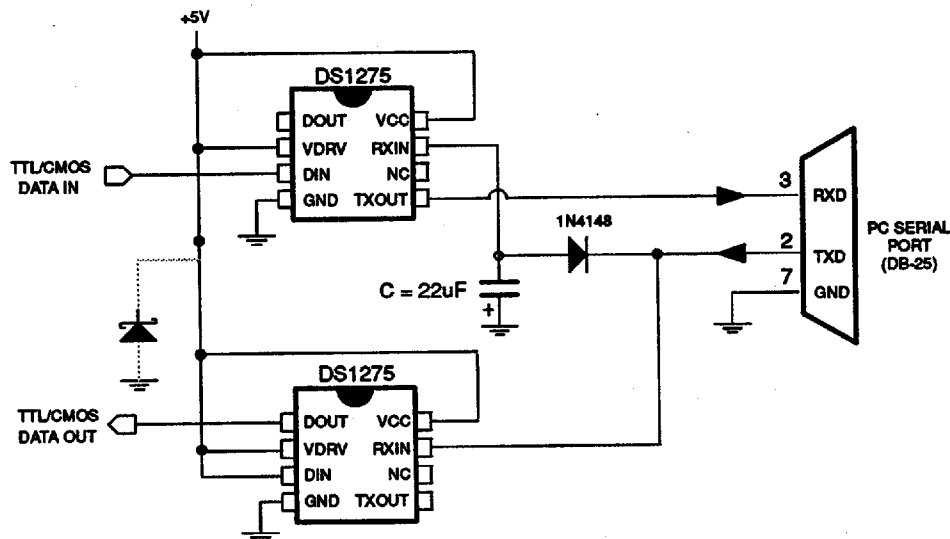 +5V
DS1275
DOUT VCC
VDRV RXIN
DIN NC
GND TXOUT
TTL/CMOS
DATA IN
1N4148
C = 22uF
+
3 RXD
2 TXD
7 GND
PC SERIAL
PORT
(DB-25)
DS1275
DOUT VCC
VDRV RXIN
DIN NC
GND TXOUT
TTL/CMOS
DATA OUT